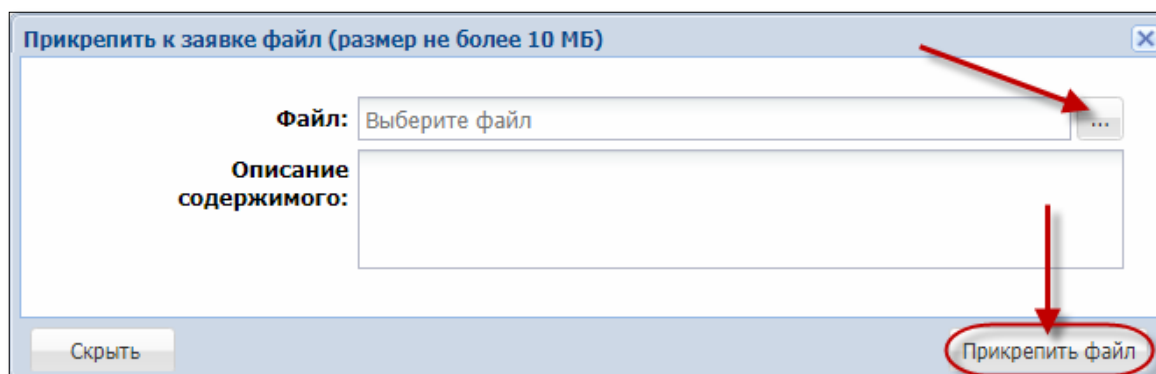 Прикрепить к заявке файл (размер не более 10 МБ)
Файл: Выберите файл ...
Описание
содержимого:
Скрыть Прикрепить файл